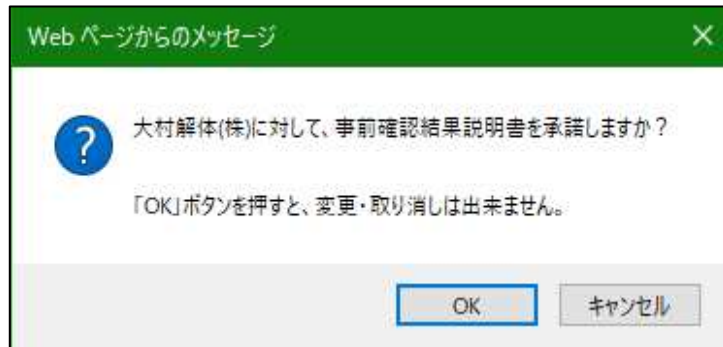 Web ページからのメッセージ
大村解体(株)に対して、事前確認結果説明書を承諾しますか？
「OK」ボタンを押すと、変更・取り消しは出来ません。
OK
キャンセル